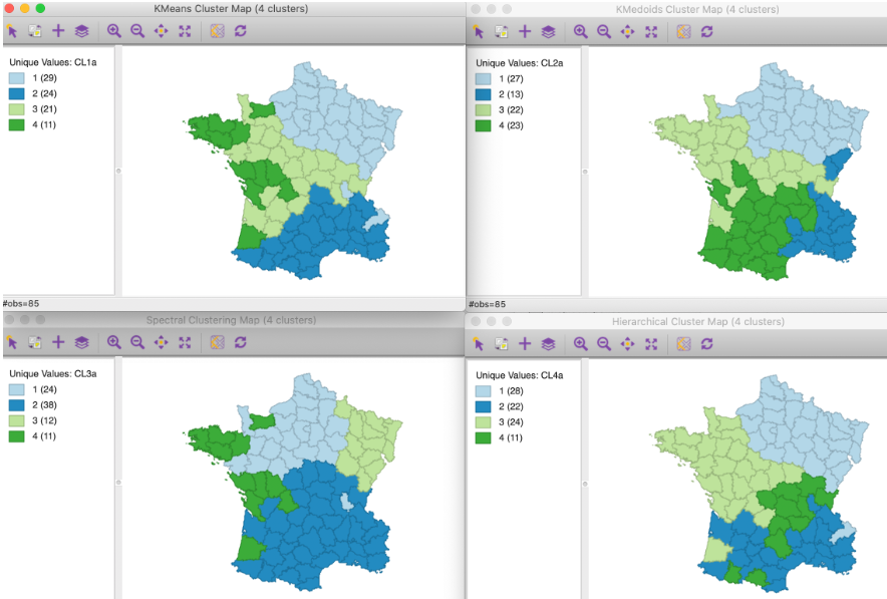 KMeans Cluster Map (4 clusters)
Unique Values: CL1a
1 (29)
2 (24)
3 (21)
4 (11)
#obs=85
KMedoids Cluster Map (4 clusters)
Unique Values: CL2a
1 (27)
2 (13)
3 (22)
4 (23)
#obs=85
Spectral Clustering Map (4 clusters)
Unique Values: CL3a
1 (24)
2 (38)
3 (12)
4 (11)
Hierarchical Cluster Map (4 clusters)
Unique Values: CL4a
1 (28)
2 (22)
3 (24)
4 (11)